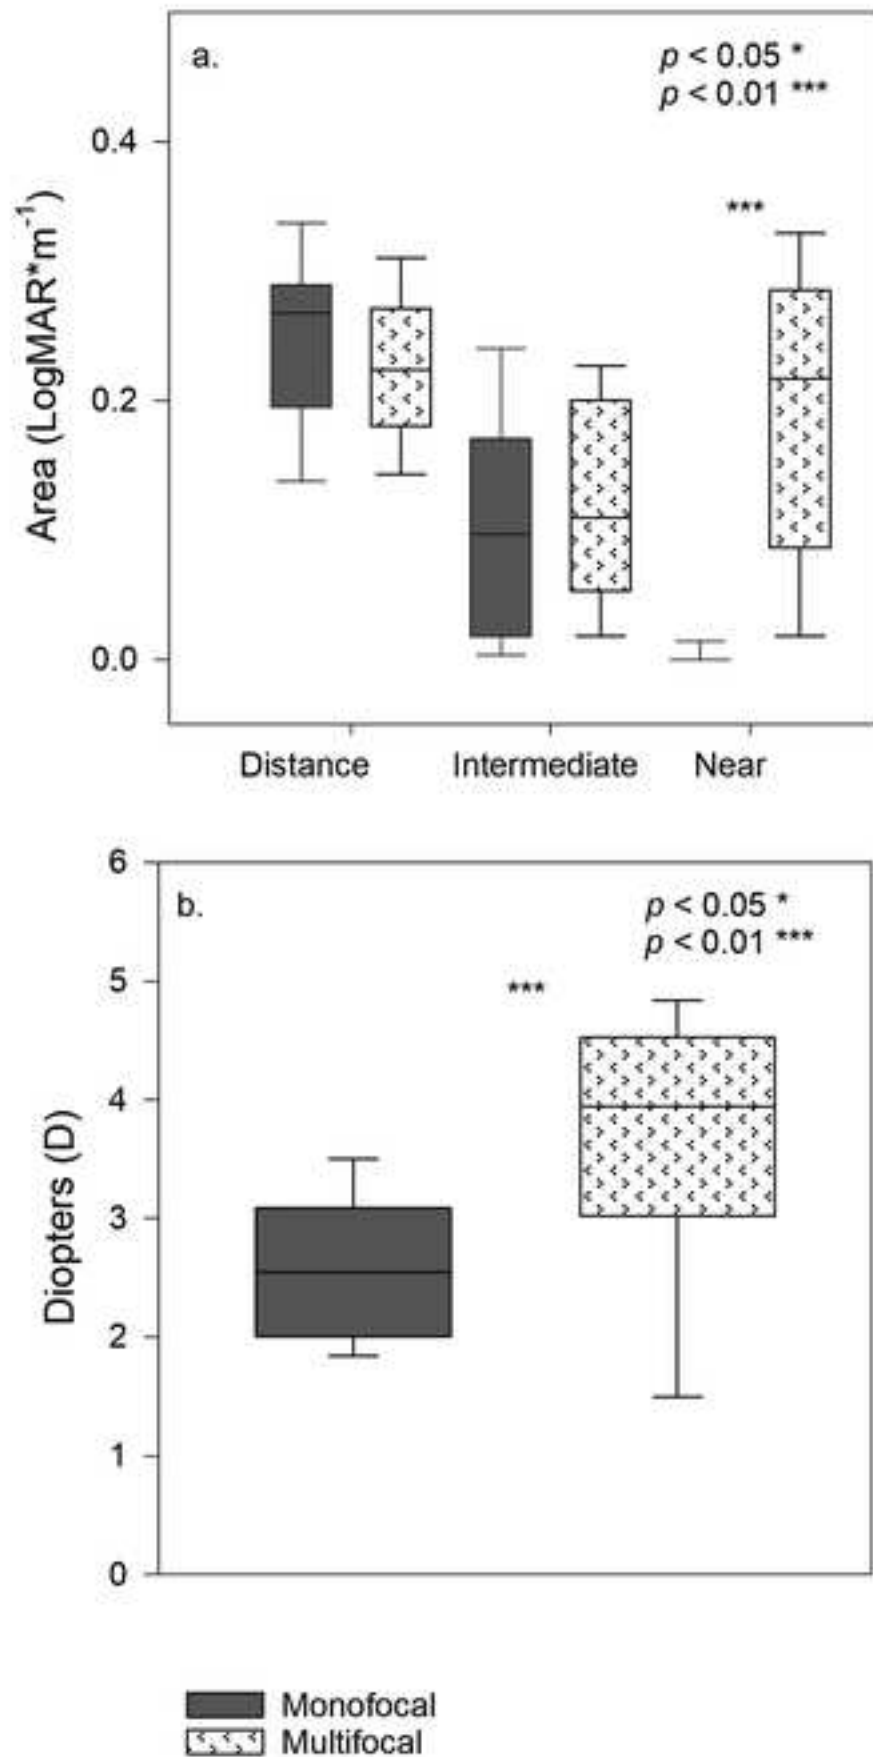 a.
p < 0.05 *
p < 0.01 ***
0.4
***
Area (LogMAR*m-1)
0.2
0.0
Distance Intermediate Near
6
b.
p < 0.05 *
p < 0.01 ***
5
***
4
Diopters (D)
3
2
1
0
Monofocal
Multifocal